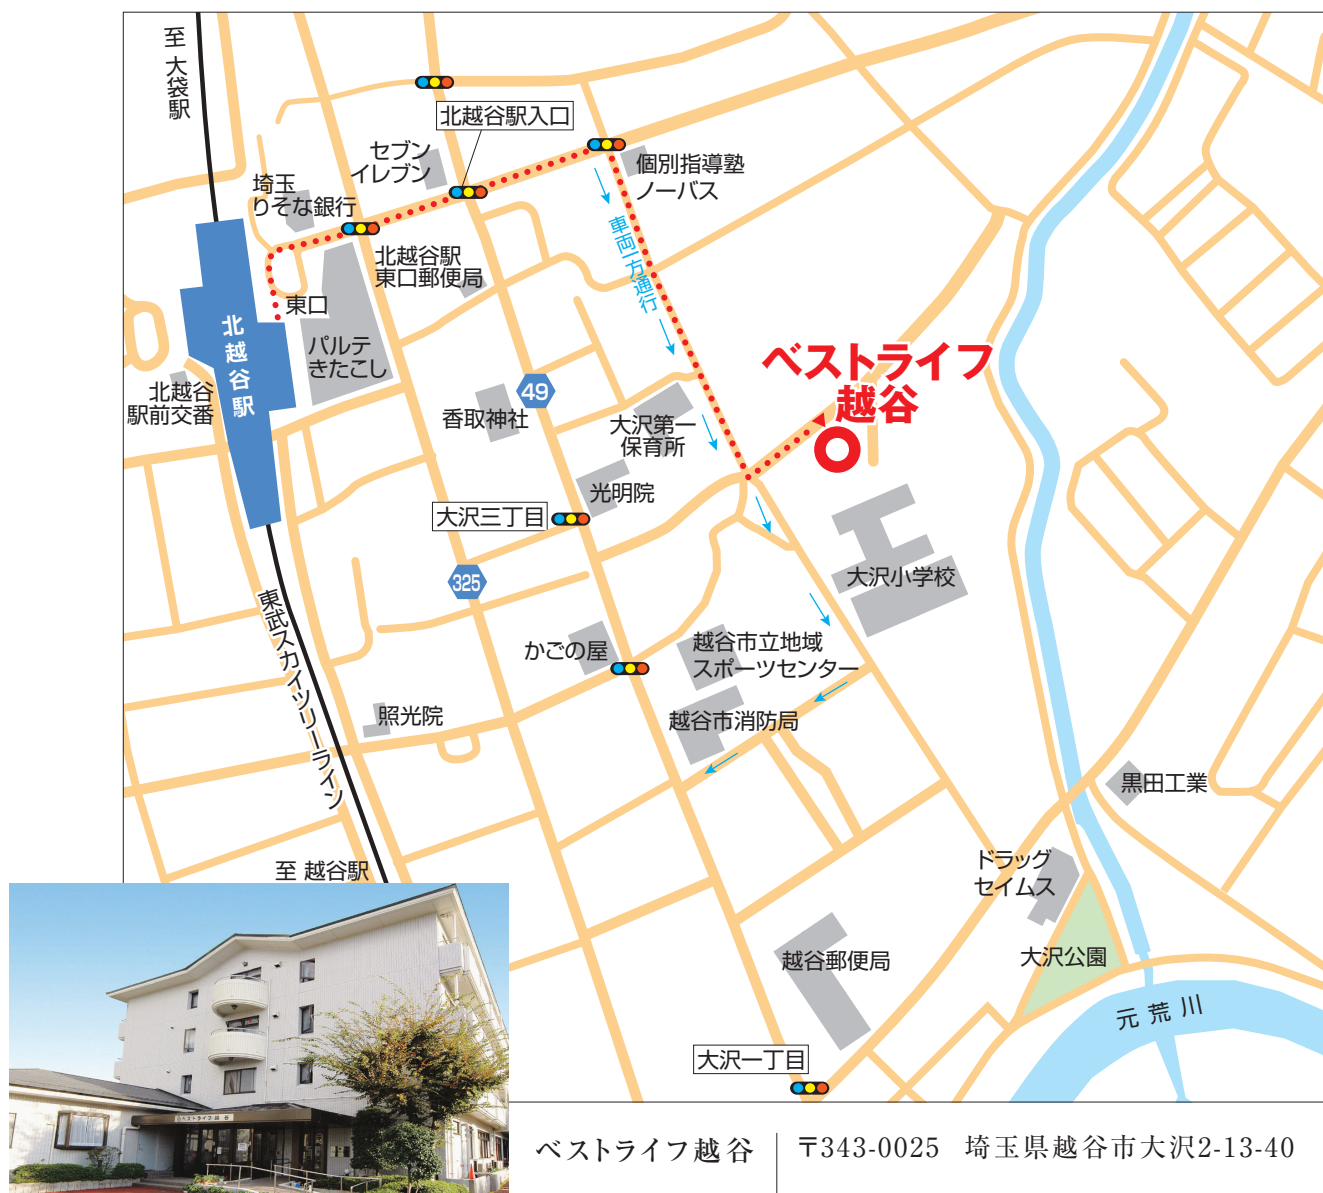 至 大袋駅
北越谷駅入口
セブン
イレブン
埼玉
りそな銀行
個別指導塾
ノーバス
車両一方通行
北越谷駅
東口郵便局
東口
北越谷駅
パルテ
きたこし
北越谷
駅前交番
49
香取神社
大沢第一
保育所
ベストライフ
越谷
光明院
大沢三丁目
325
大沢小学校
東武スカイツリーライン
かごの屋
越谷市立地域
スポーツセンター
照光院
越谷市消防局
黒田工業
至 越谷駅
ドラッグ
セイムス
越谷郵便局
大沢公園
元荒川
大沢一丁目
ベストライフ越谷
ベストライフ越谷
〒343-0025 埼玉県越谷市大沢2-13-40